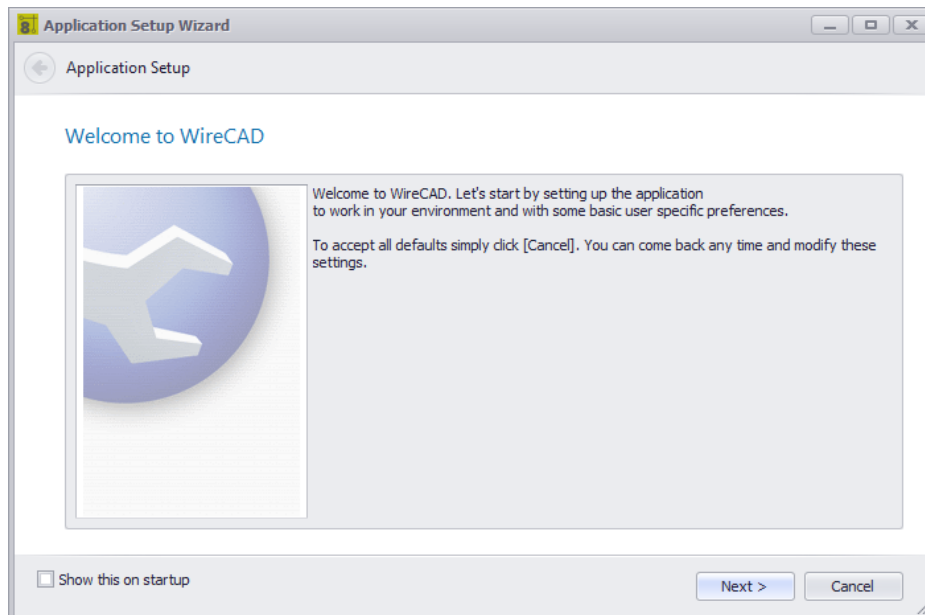 8
Application Setup Wizard
Application Setup
Welcome to WireCAD
Welcome to WireCAD. Let's start by setting up the application
to work in your environment and with some basic user specific preferences.
To accept all defaults simply click [Cancel]. You can come back any time and modify these
settings.
Show this on startup
Next >
Cancel